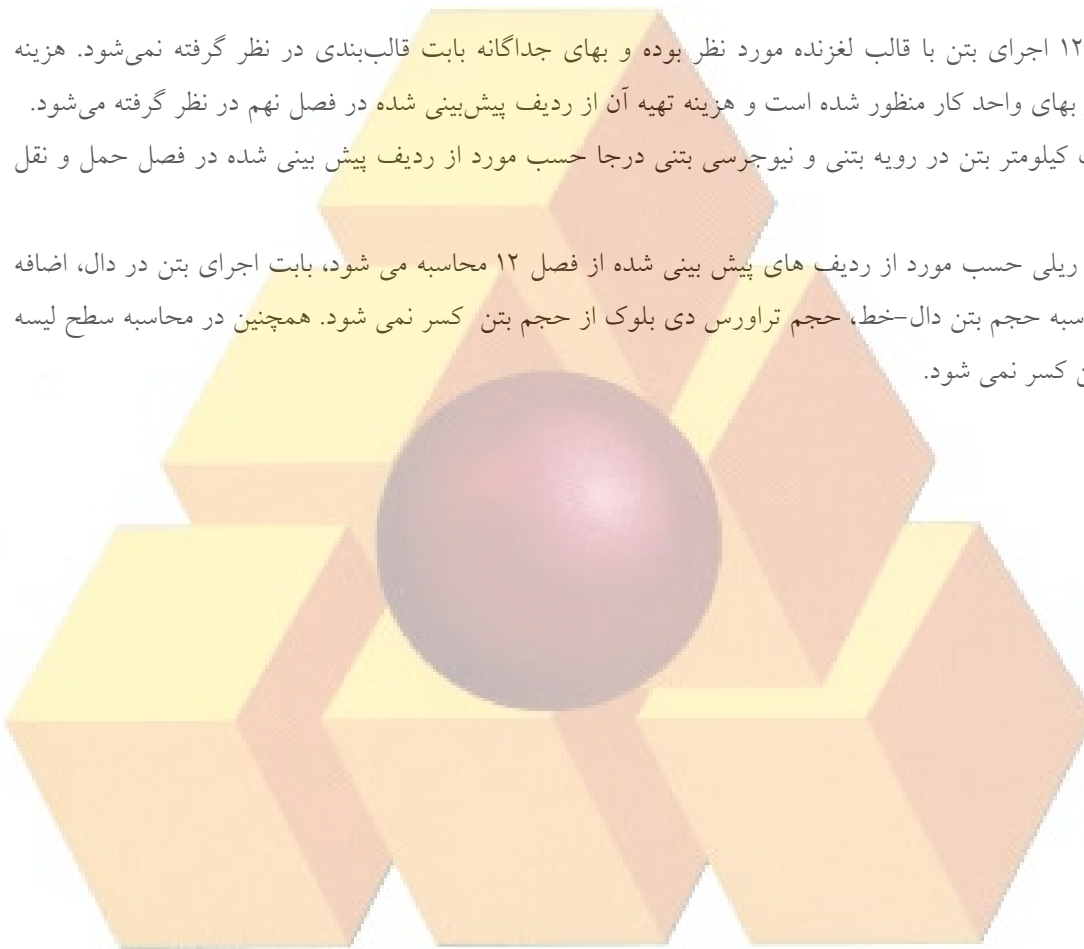 ۱۲ اجرای بتن با قالب لغزنده مورد نظر بوده و بهای جداگانه بابت قالب‌بندی در نظر گرفته نمی‌شود. هزینه
بهای واحد کار منظور شده است و هزینه تهیه آن از ردیف پیش‌بینی شده در فصل نهم در نظر گرفته می‌شود.
کیلومتر بتن در رویه بتنی و نیوجرسی بتنی درجا حسب مورد از ردیف پیش بینی شده در فصل حمل و نقل
ریلی حسب مورد از ردیف های پیش بینی شده از فصل ۱۲ محاسبه می شود، بابت اجرای بتن در دال، اضافه
سبه حجم بتن دال-خط، حجم تراورس دی بلوک از حجم بتن کسر نمی شود. همچنین در محاسبه سطح لیسه
کسر نمی شود.